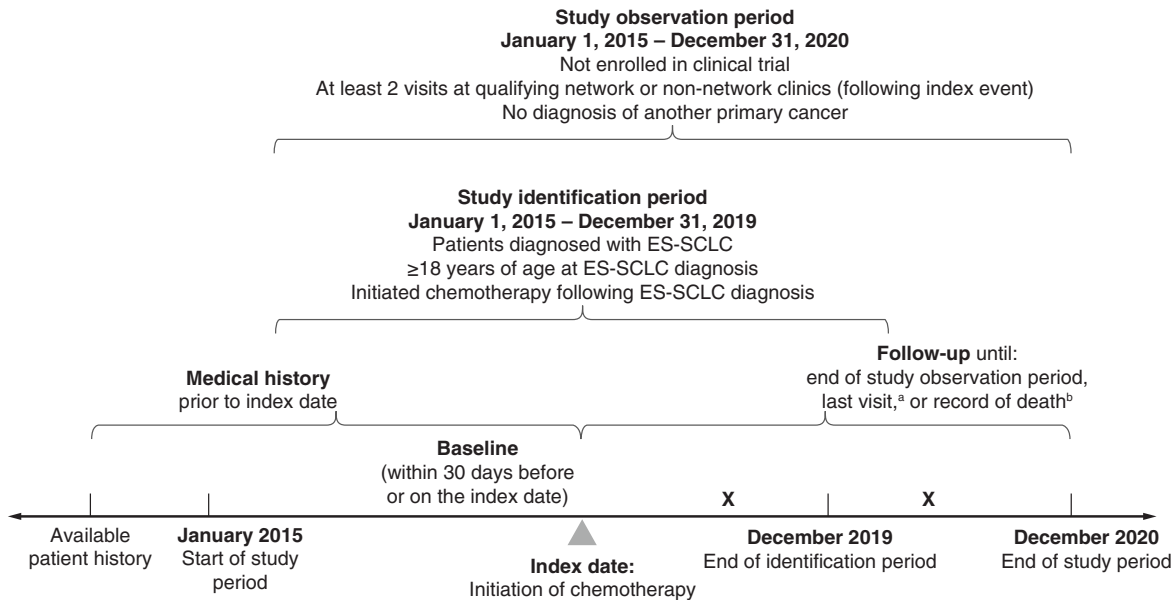 Study observation period
January 1, 2015 – December 31, 2020
Not enrolled in clinical trial
At least 2 visits at qualifying network or non-network clinics (following index event)
No diagnosis of another primary cancer
Study identification period
January 1, 2015 – December 31, 2019
Patients diagnosed with ES-SCLC
≥18 years of age at ES-SCLC diagnosis
Initiated chemotherapy following ES-SCLC diagnosis
Medical history
prior to index date
Follow-up until:
end of study observation period,
last visit,ᵃ or record of deathᵇ
Baseline
(within 30 days before
or on the index date)
X
X
Available
patient history
January 2015
Start of study
period
Index date:
Initiation of chemotherapy
December 2019
End of identification period
December 2020
End of study period